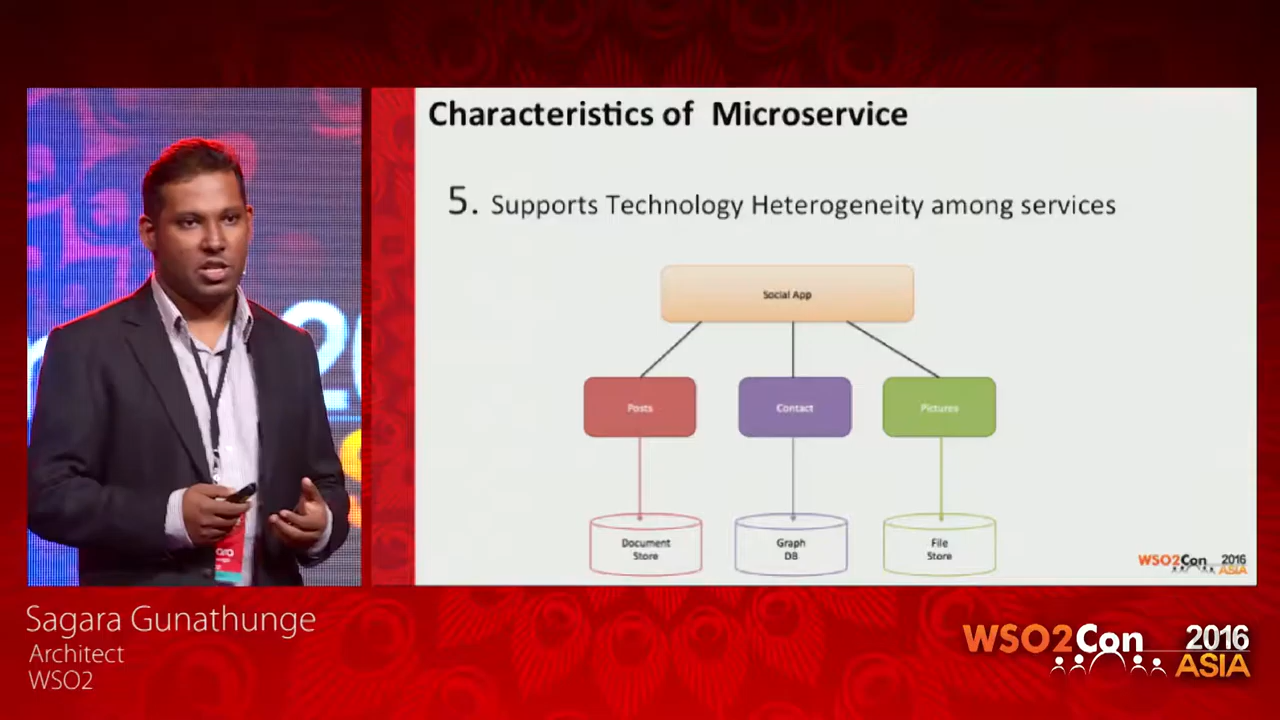 Characteristics of Microservice
5. Supports Technology Heterogeneity among services
Social App
Posts
Contact
Pictures
Document
Store
Graph
DB
File
Store
WSO2Con 2016
ASIA
Sagara Gunathunge
Architect
WSO2
WSO2Con 2016
ASIA